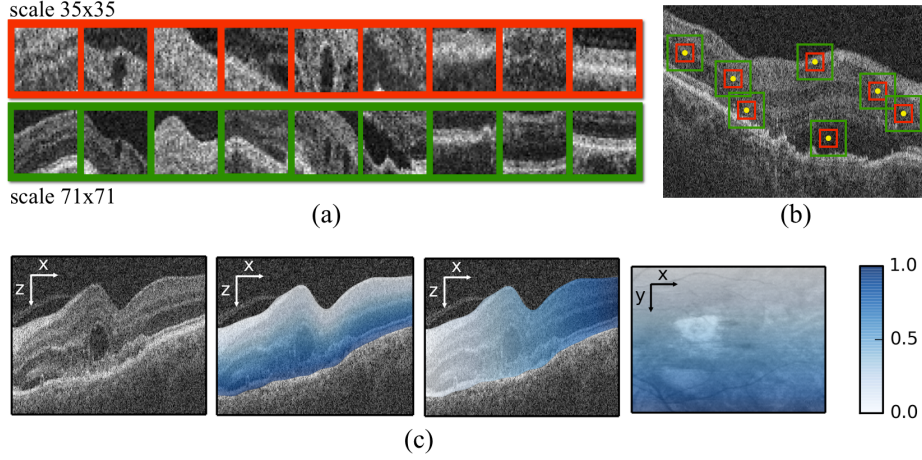 scale 35x35
scale 71x71
(a)
(b)
x
z
x
z
x
z
x
y
1.0
0.5
0.0
(c)